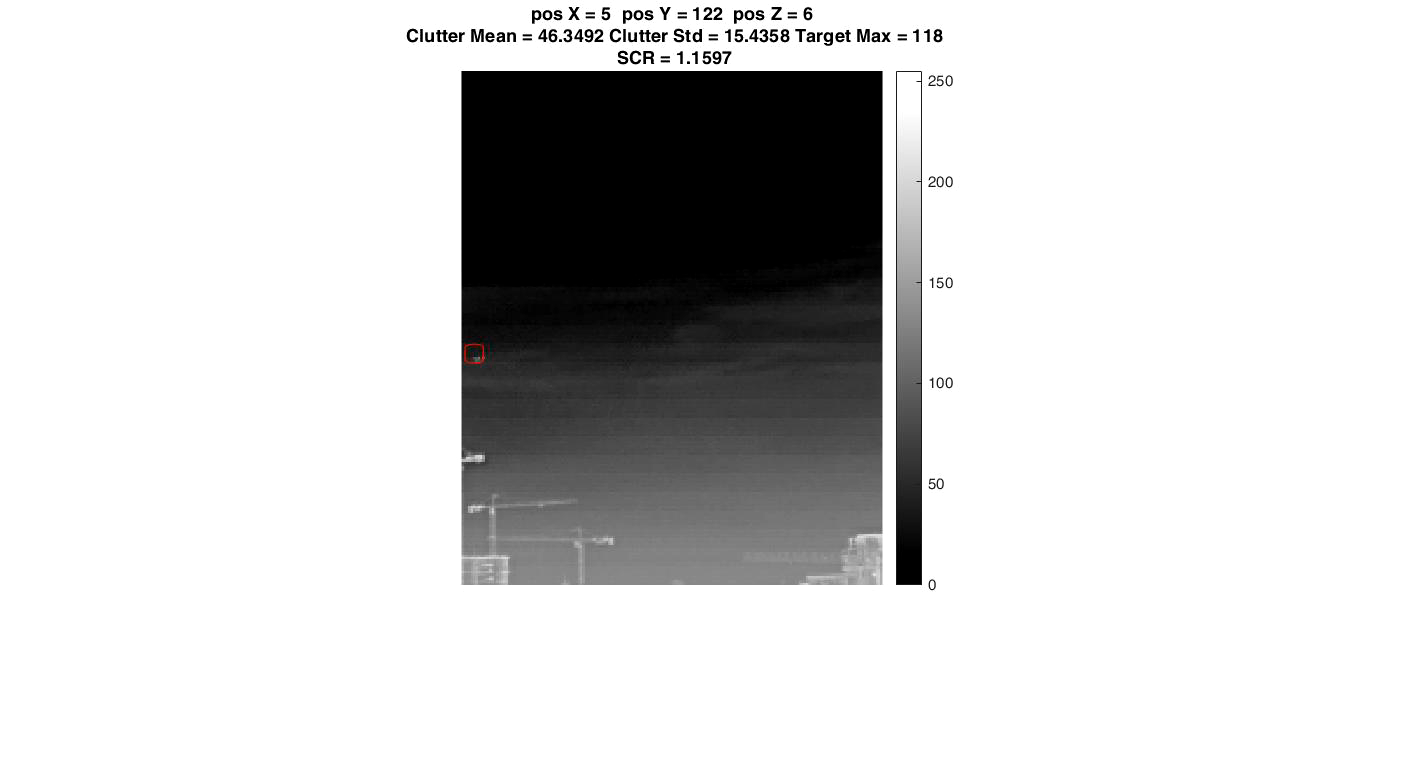 pos X = 5  pos Y = 122  pos Z = 6
Clutter Mean = 46.3492 Clutter Std = 15.4358 Target Max = 118
SCR = 1.1597
250
200
150
100
50
0